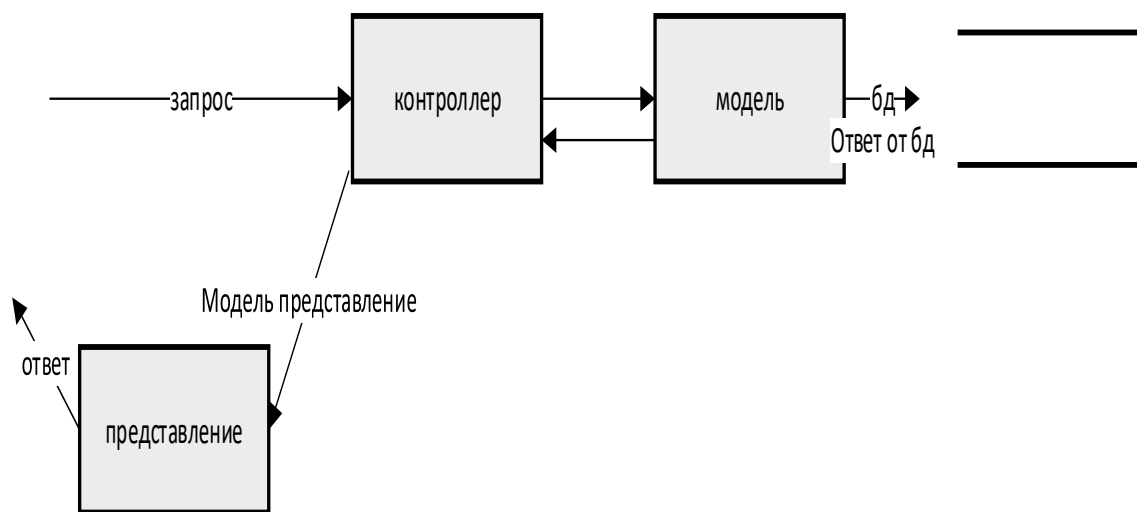 запрос
контроллер
модель
бд
Ответ от бд
Модель представление
ответ
представление